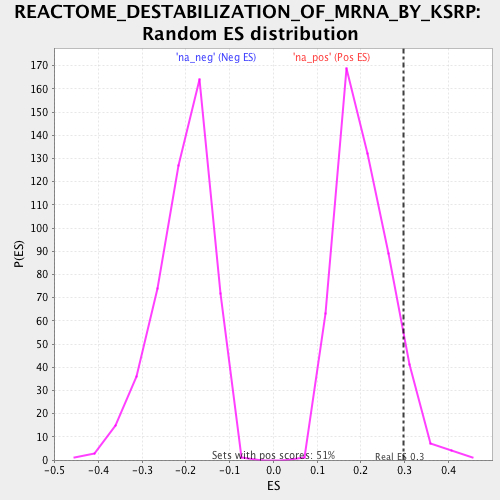 REACTOME_DESTABILIZATION_OF_MRNA_BY_KSRP:
Random ES distribution
'na_neg' (Neg ES) 'na_pos' (Pos ES)
170
160
150
140
130
120
110
100
90
80
70
60
50
40
30
20
10
0
P(ES)
Sets with pos scores: 51%
Real ES 0.3
-0.5 -0.4 -0.3 -0.2 -0.1 0.0 0.1 0.2 0.3 0.4
ES